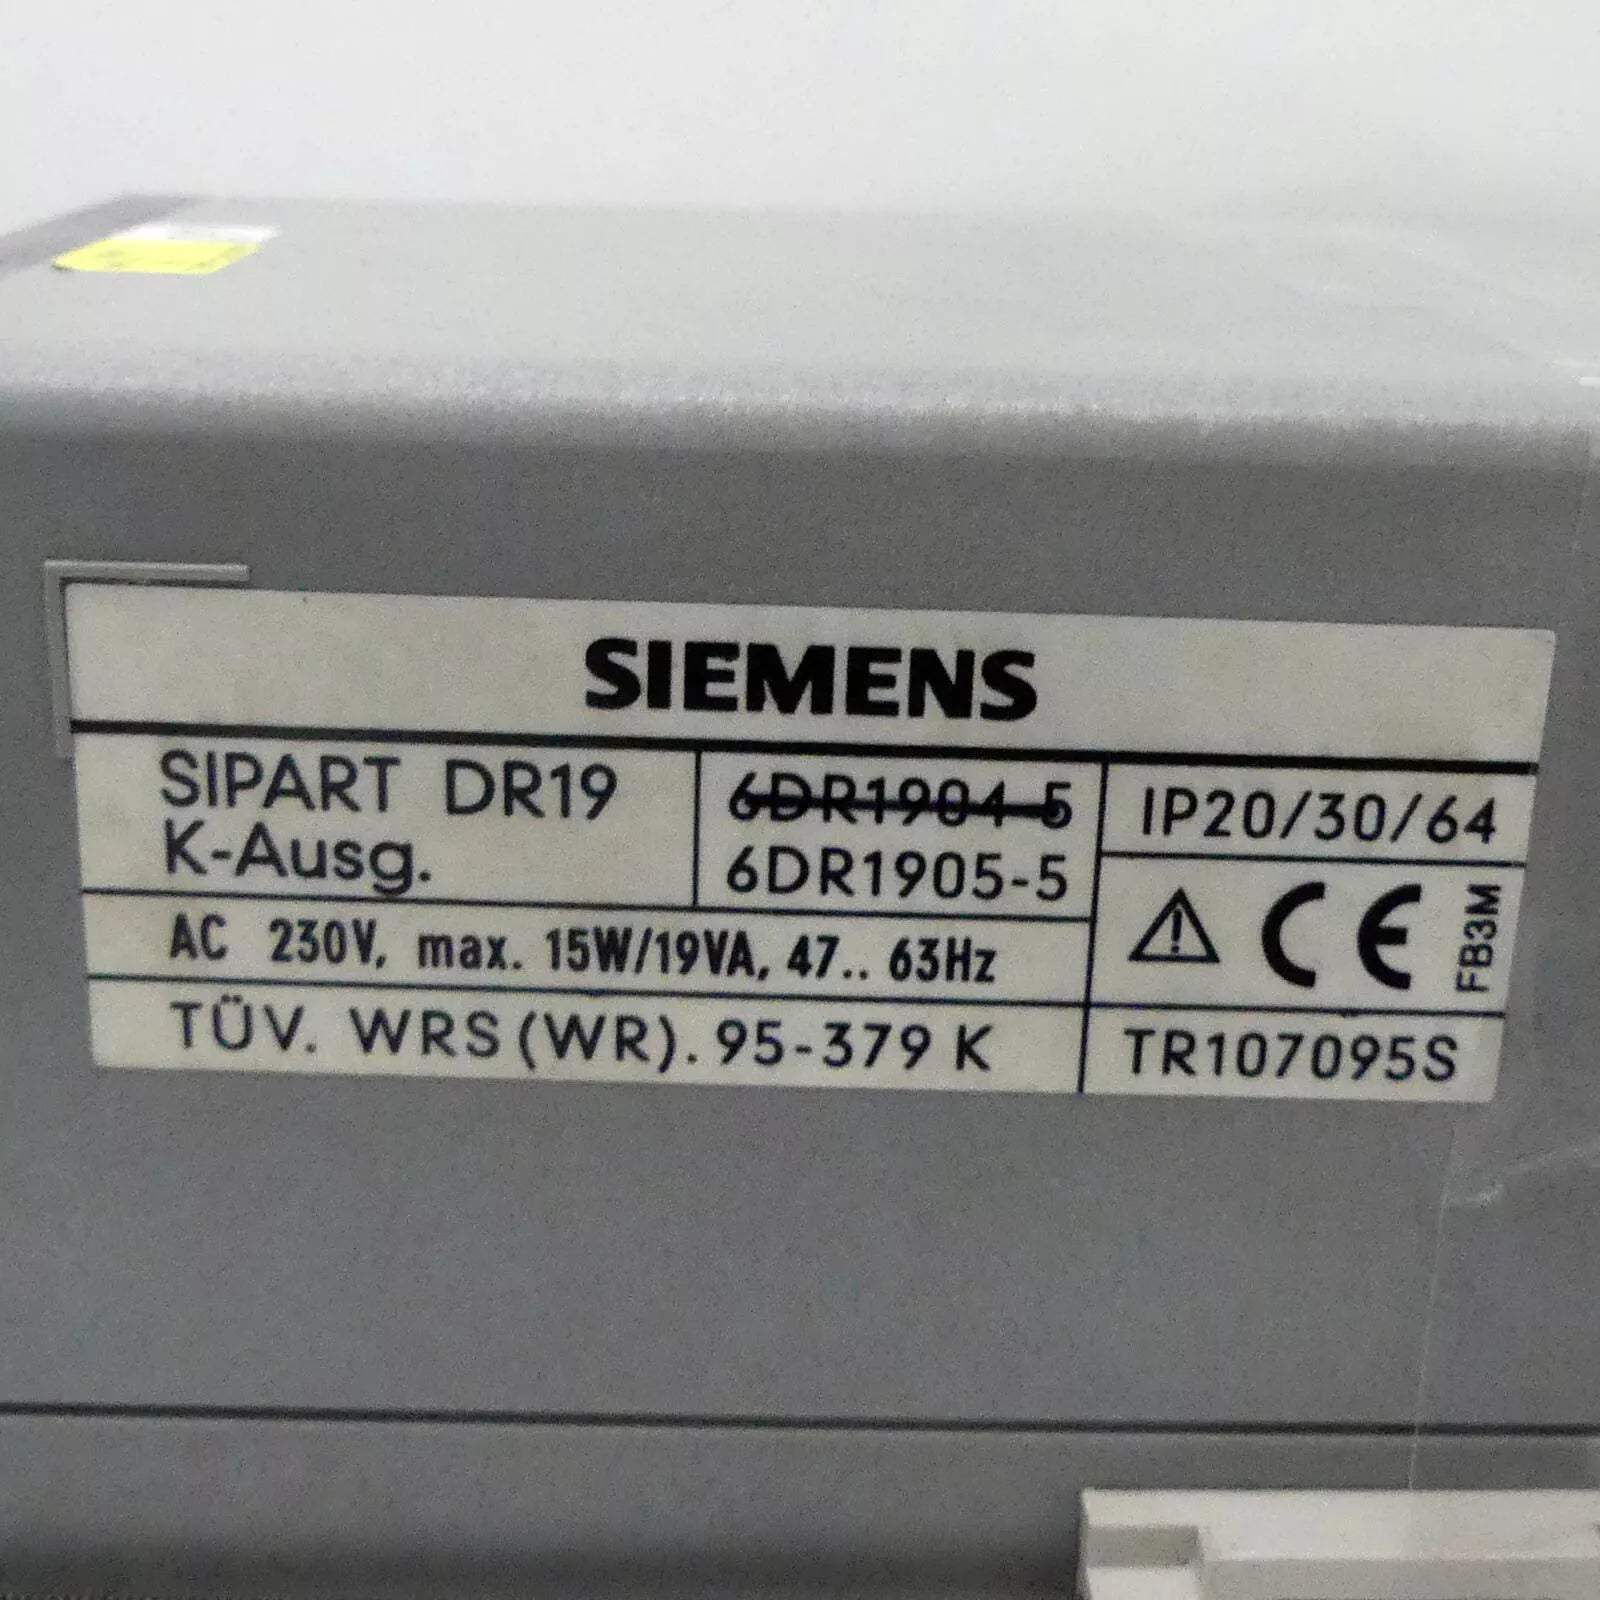 SIEMENS
SIPART DR19
K-Ausg.
6DR1904-5
6DR1905-5
IP20/30/64
AC 230V, max. 15W/19VA, 47.. 63Hz
CE
FB3M
TÜV. WRS(WR). 95-379 K
TR107095S